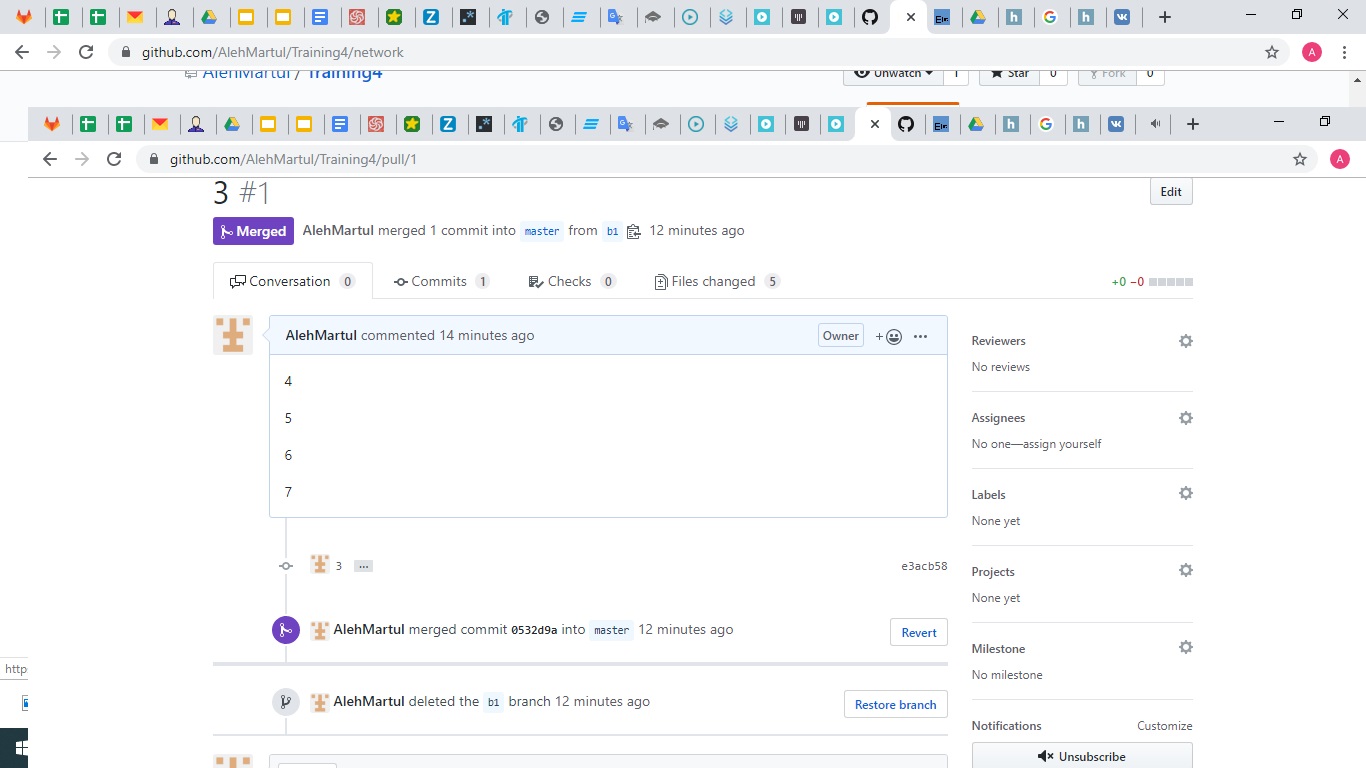 github.com/AlehMartul/Training4/network
A
AlehMartul / Training4
Unwatch 1 Star 0 Fork 0
github.com/AlehMartul/Training4/pull/1
A
3 #1
Edit
Merged AlehMartul merged 1 commit into master from b1 12 minutes ago
Conversation 0 Commits 1 Checks 0 Files changed 5 +0 −0
AlehMartul commented 14 minutes ago Owner + ...
4
5
6
7
3 ... e3acb58
AlehMartul merged commit 0532d9a into master 12 minutes ago Revert
AlehMartul deleted the b1 branch 12 minutes ago Restore branch
Reviewers
No reviews
Assignees
No one—assign yourself
Labels
None yet
Projects
None yet
Milestone
No milestone
Notifications Customize
Unsubscribe
http